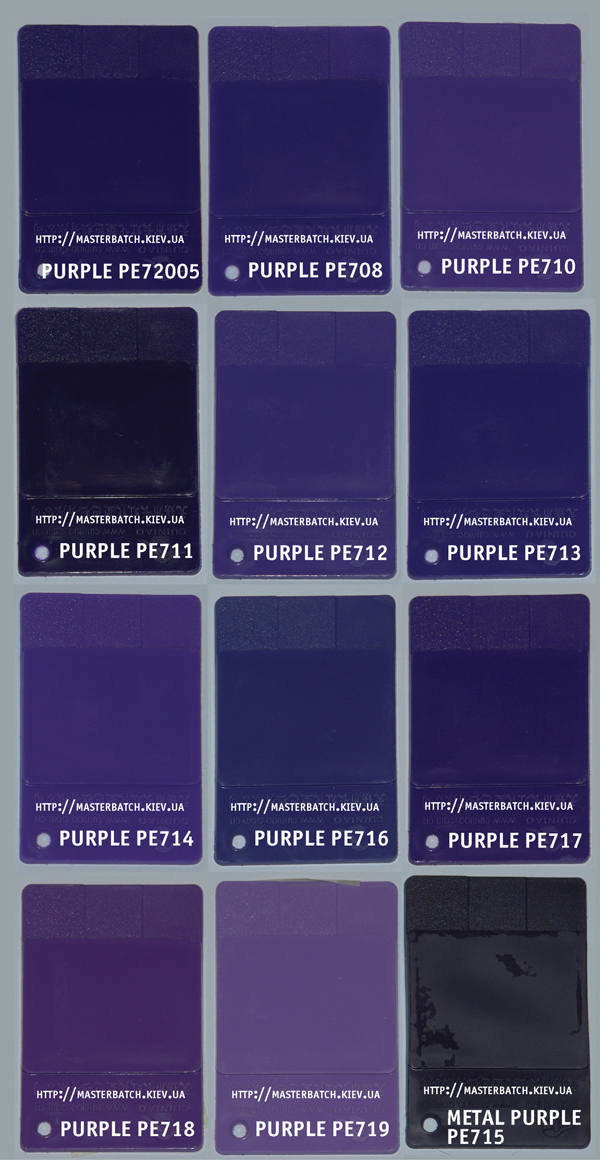 HTTP://MASTERBATCH.KIEV.UA
PURPLE PE72005
HTTP://MASTERBATCH.KIEV.UA
PURPLE PE708
HTTP://MASTERBATCH.KIEV.UA
PURPLE PE710
HTTP://MASTERBATCH.KIEV.UA
PURPLE PE711
HTTP://MASTERBATCH.KIEV.UA
PURPLE PE712
HTTP://MASTERBATCH.KIEV.UA
PURPLE PE713
HTTP://MASTERBATCH.KIEV.UA
PURPLE PE714
HTTP://MASTERBATCH.KIEV.UA
PURPLE PE716
HTTP://MASTERBATCH.KIEV.UA
PURPLE PE717
HTTP://MASTERBATCH.KIEV.UA
PURPLE PE718
HTTP://MASTERBATCH.KIEV.UA
PURPLE PE719
HTTP://MASTERBATCH.KIEV.UA
METAL PURPLE
PE715